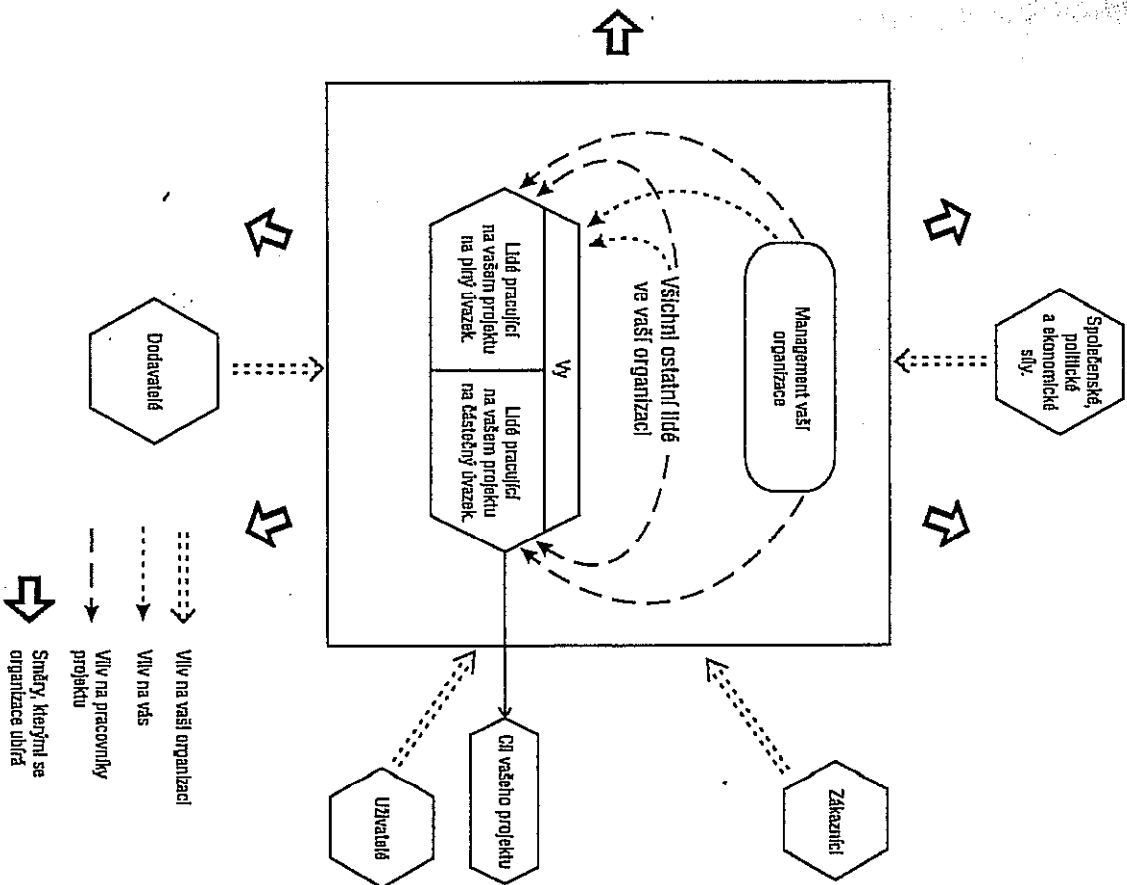 Společenské,
politické
a ekonomické
síly.
Management vaší
organizace
Všichni ostatní lidé
ve vaší organizaci
Vy
Lidé pracující
na vašem projektu
na plný úvazek.
Lidé pracující
na vašem projektu
na částečný úvazek.
Zákazníci
Cíl vašeho projektu
Uživatelé
Dodavatelé
Vliv na vaši organizaci
Vliv na vás
Vliv na pracovníky
projektu
Směry, kterými se
organizace ubírá